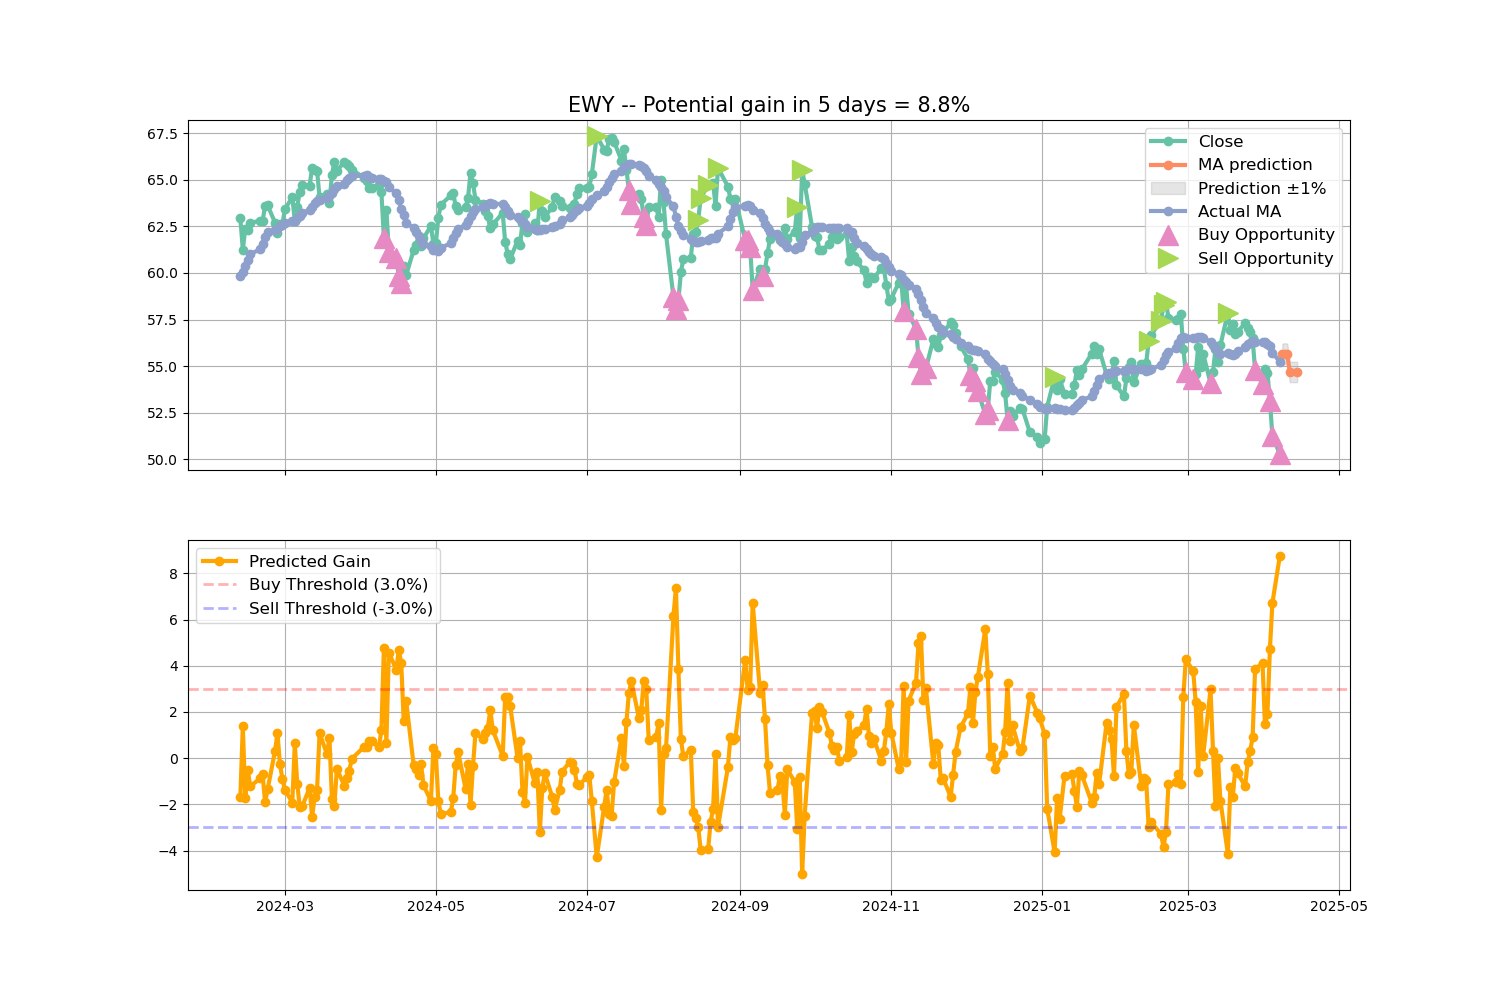 EWY -- Potential gain in 5 days = 8.8%
67.5
65.0
62.5
60.0
57.5
55.0
52.5
50.0
Close
MA prediction
Prediction ±1%
Actual MA
Buy Opportunity
Sell Opportunity
Predicted Gain
Buy Threshold (3.0%)
Sell Threshold (-3.0%)
8
6
4
2
0
−2
−4
2024-03
2024-05
2024-07
2024-09
2024-11
2025-01
2025-03
2025-05